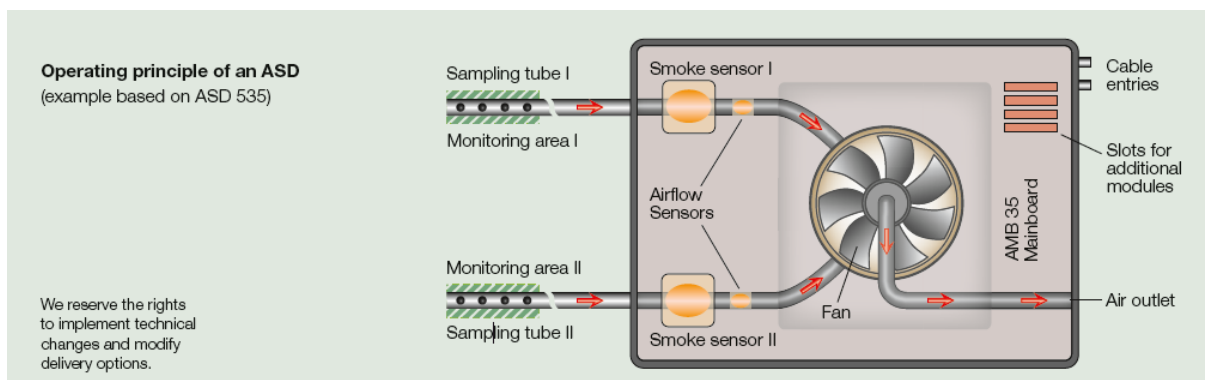 Operating principle of an ASD
(example based on ASD 535)
We reserve the rights
to implement technical
changes and modify
delivery options.
Sampling tube I
Monitoring area I
Smoke sensor I
Airflow
Sensors
Monitoring area II
Sampling tube II
Smoke sensor II
Fan
AMB 35
Mainboard
Cable
entries
Slots for
additional
modules
Air outlet